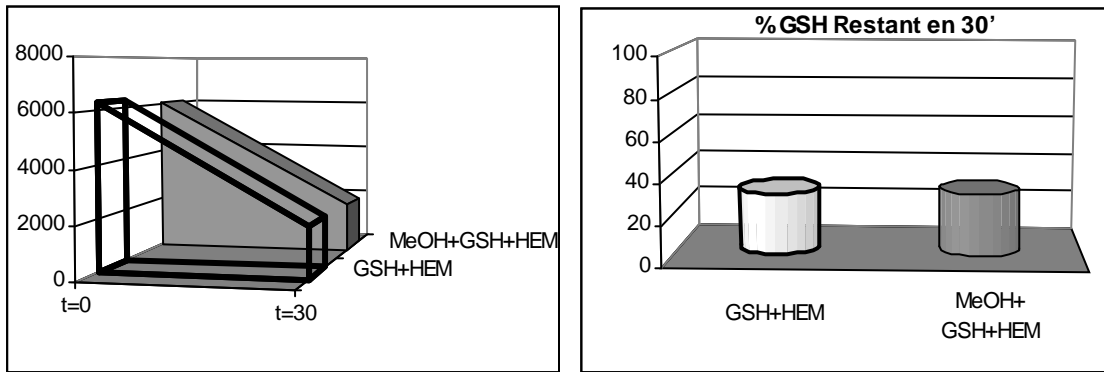 8000
6000
4000
2000
0
t=0
t=30
MeOH+GSH+HEM
GSH+HEM
%GSH Restant en 30’
100
80
60
40
20
0
GSH+HEM
MeOH+
GSH+HEM